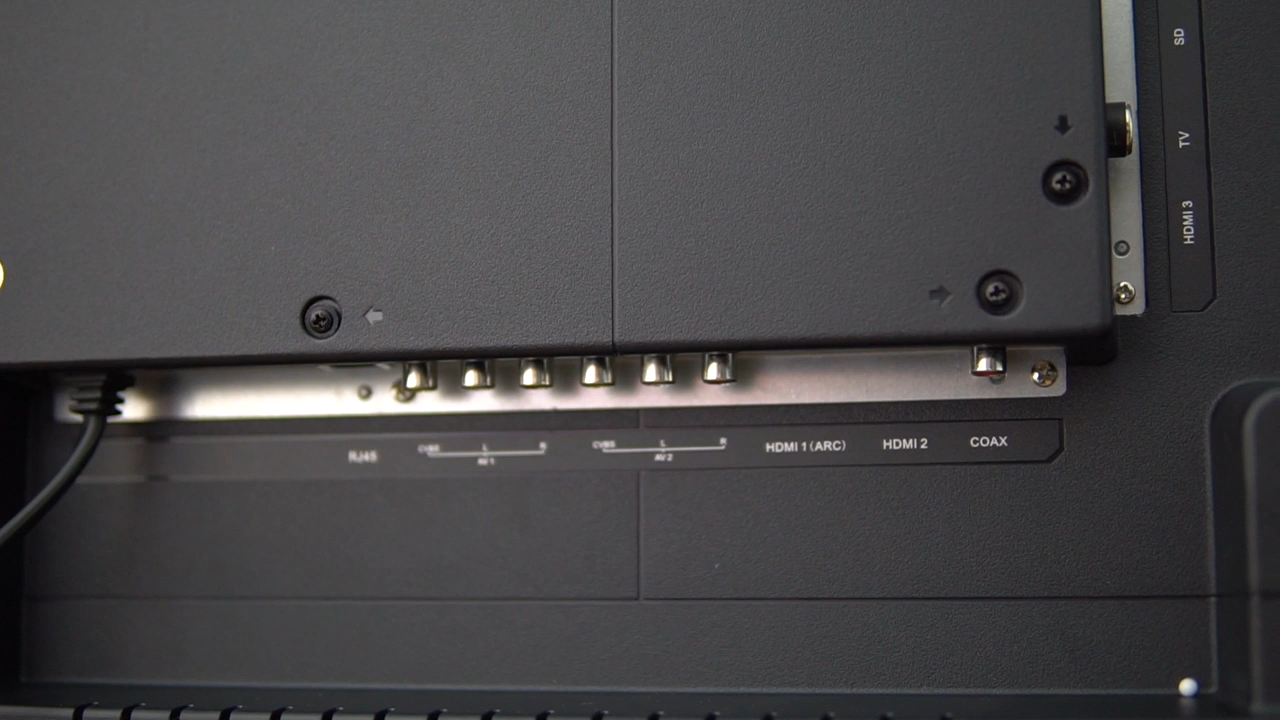 SD
TV
HDMI 3
RJ45
CVBS L R
AV 1
CVBS L R
AV 2
HDMI 1 (ARC)
HDMI 2
COAX